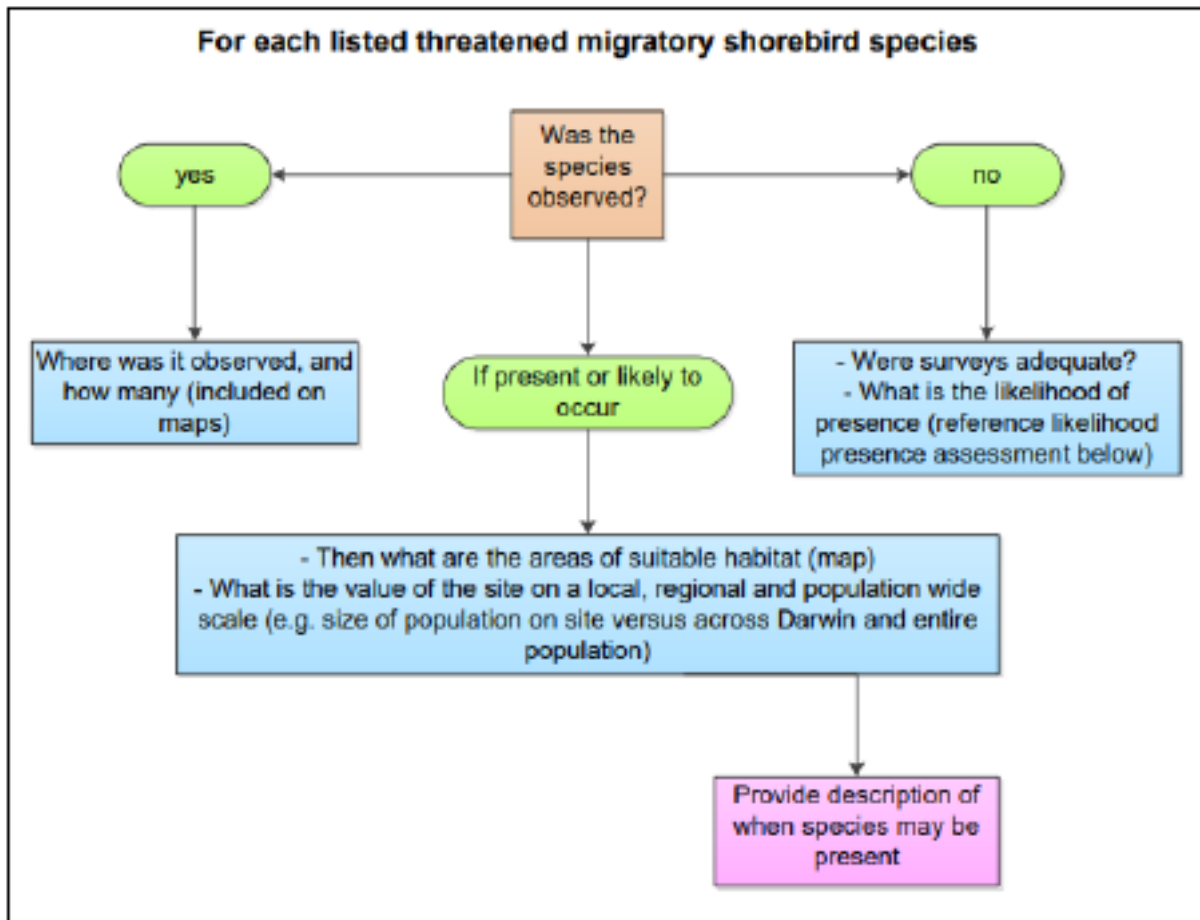 For each listed threatened migratory shorebird species
Was the
species
observed?
yes
no
Where was it observed, and
how many (included on
maps)
If present or likely to
occur
- Were surveys adequate?
- What is the likelihood of
presence (reference likelihood
presence assessment below)
- Then what are the areas of suitable habitat (map)
- What is the value of the site on a local, regional and population wide
scale (e.g. size of population on site versus across Darwin and entire
population)
Provide description of
when species may be
present